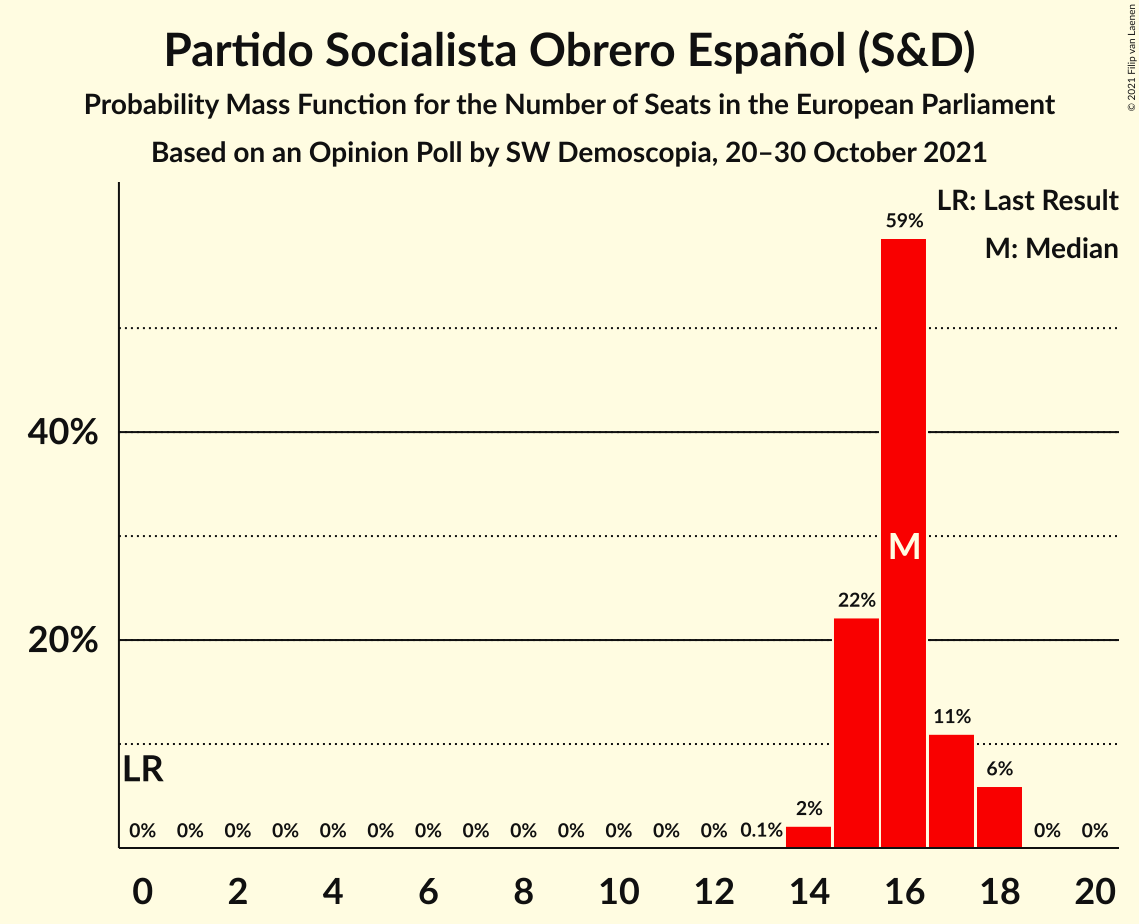 Partido Socialista Obrero Español (S&D)
Probability Mass Function for the Number of Seats in the European Parliament
Based on an Opinion Poll by SW Demoscopia, 20–30 October 2021
© 2021 Filip van Laenen
LR: Last Result
M: Median
59%
40%
M
22%
20%
11%
LR
6%
2%
0% 0% 0% 0% 0% 0% 0% 0% 0% 0% 0% 0% 0% 0.1% 0% 0%
0 2 4 6 8 10 12 14 16 18 20